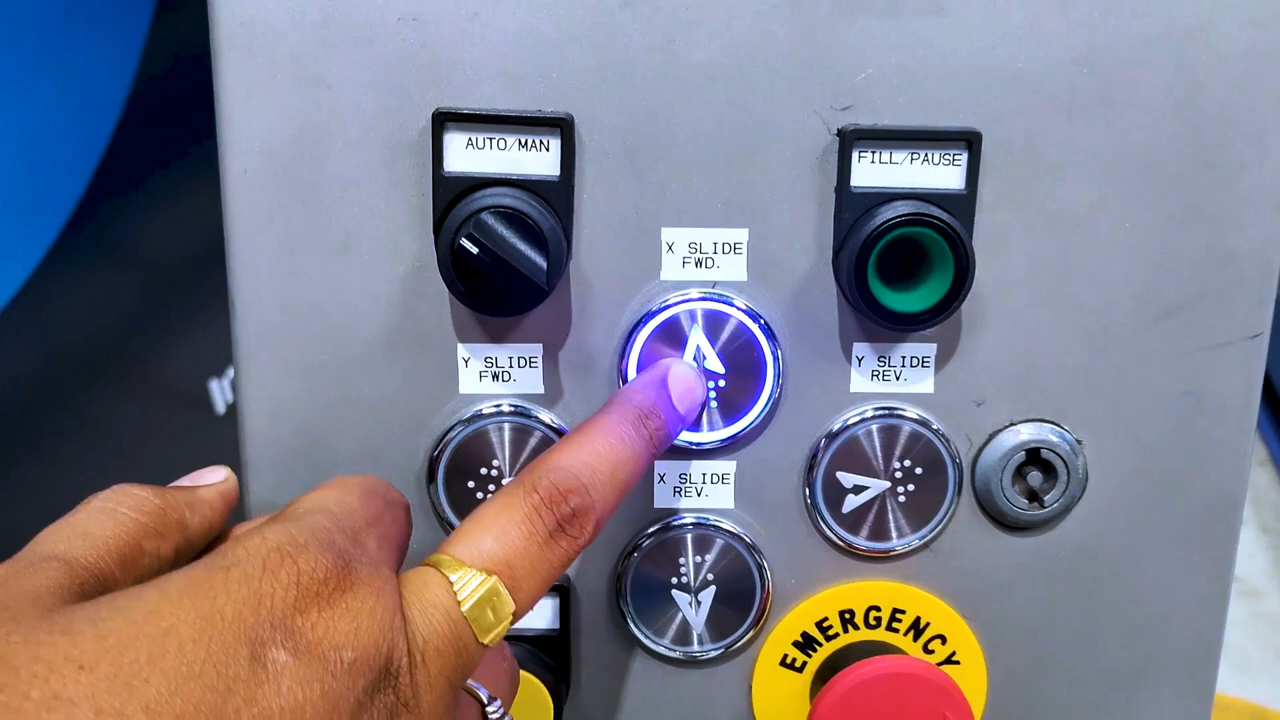 AUTO/MAN
FILL/PAUSE
X SLIDE
FWD.
Y SLIDE
FWD.
Y SLIDE
REV.
X SLIDE
REV.
EMERGENCY